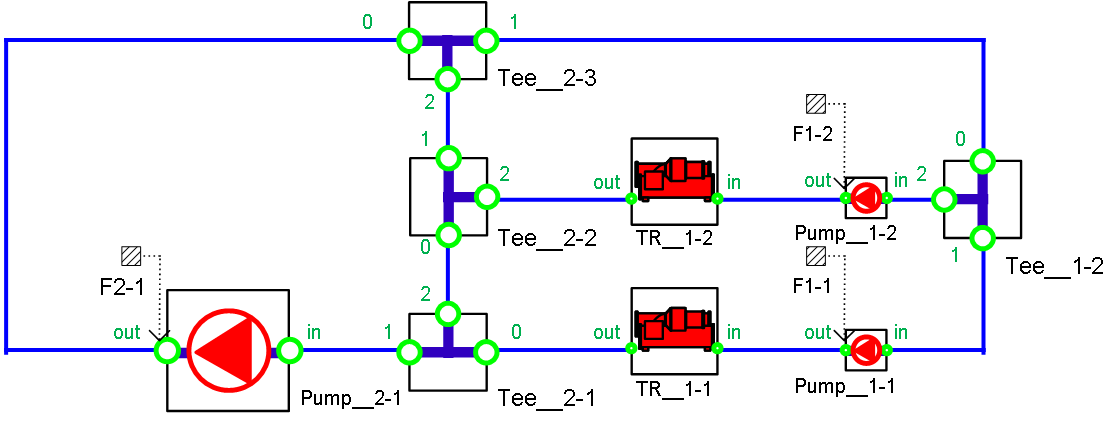 0 1
Tee__2-3
2
F1-2
1 0
out in out in 2
2
TR__1-2 Pump__1-2
0 Tee__2-2
1
F2-1 F1-1 Tee__1-2
2
out in 1 0 out in out in
Pump__2-1 Tee__2-1 TR__1-1 Pump__1-1